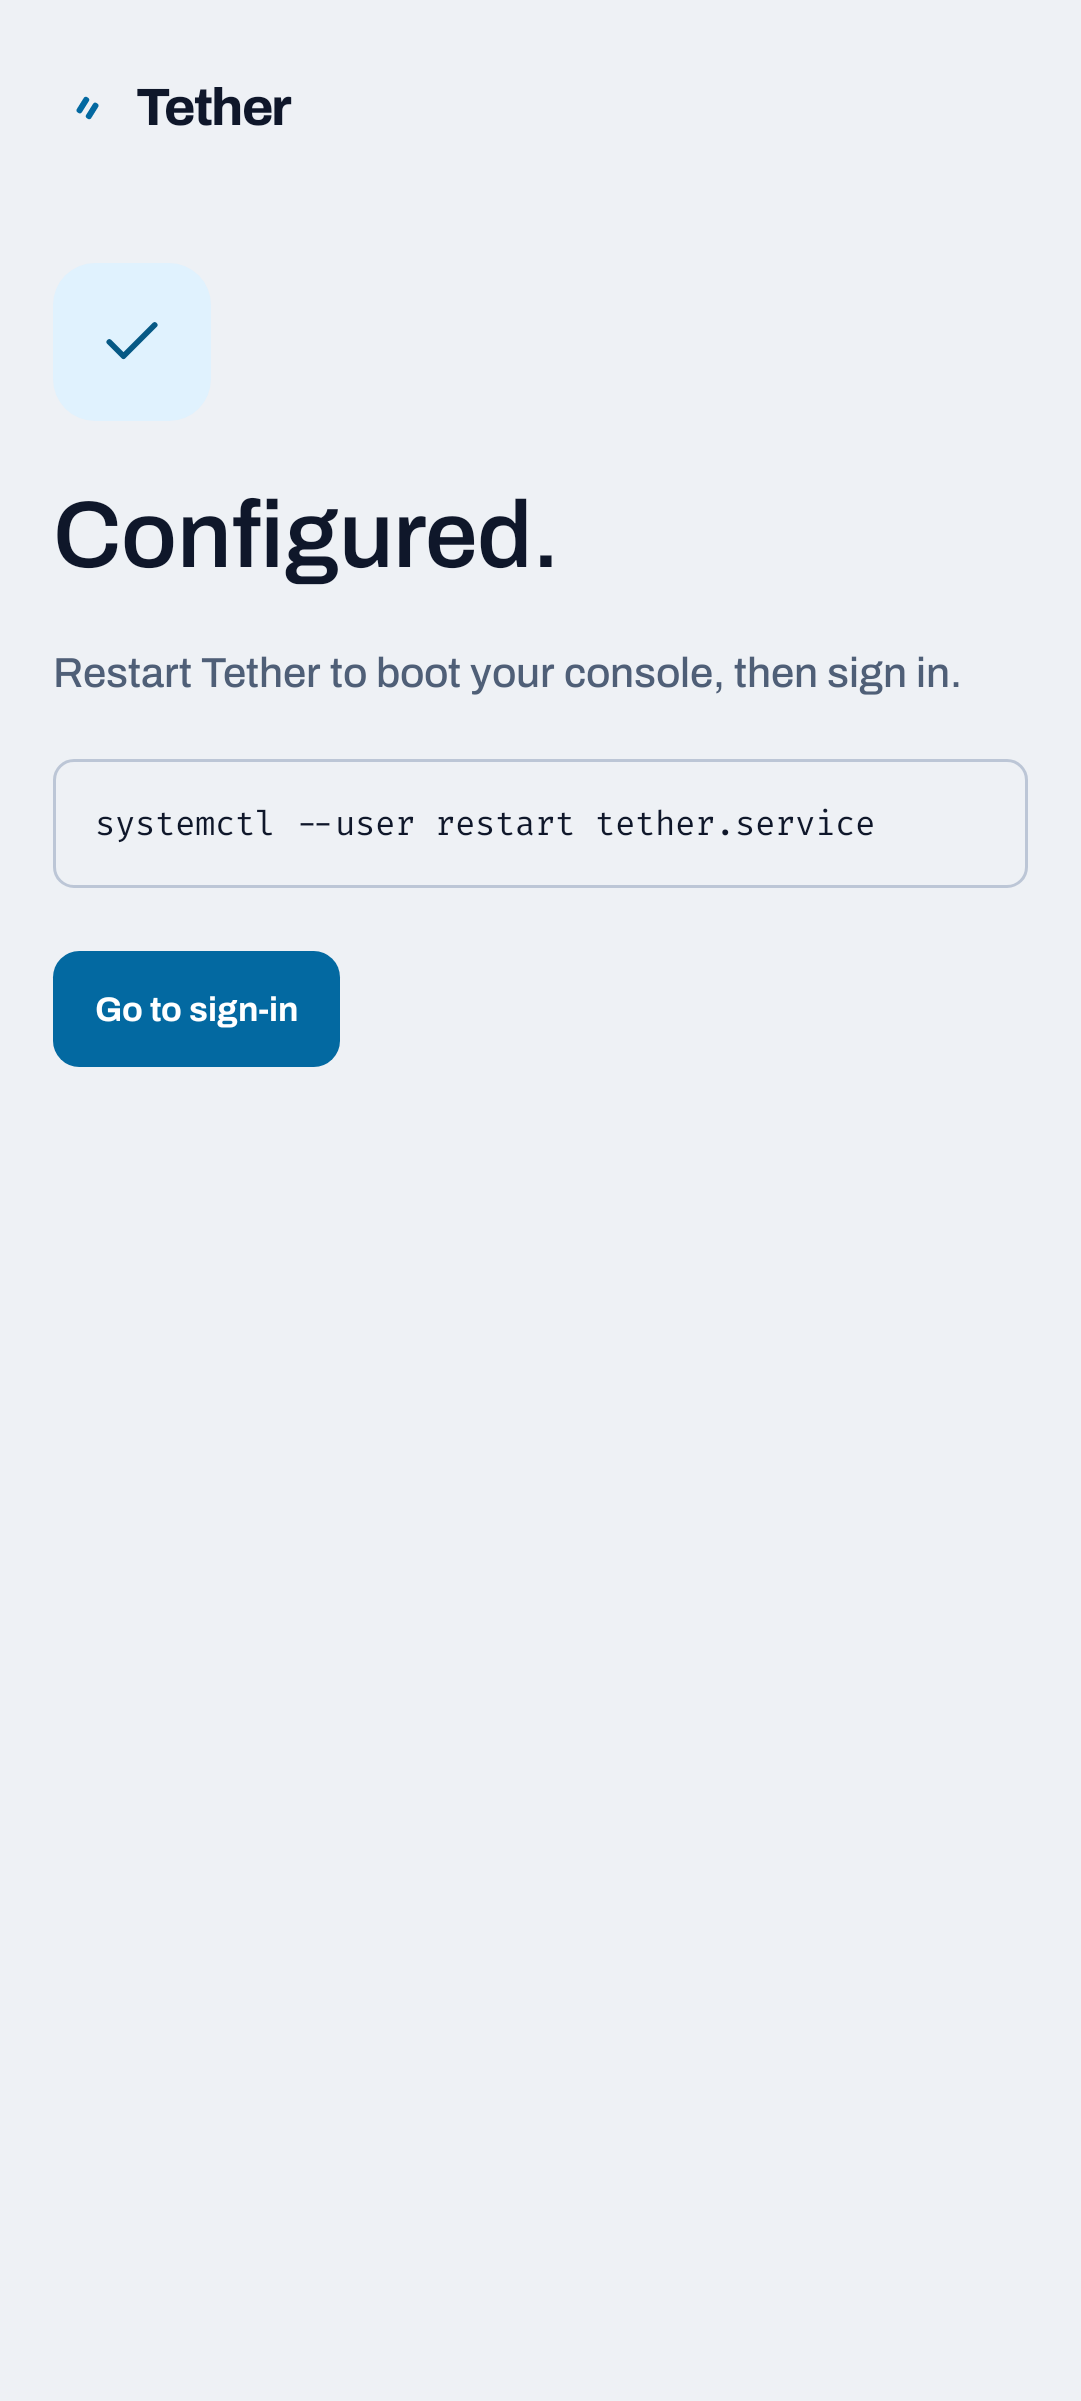 Tether
Configured.
Restart Tether to boot your console, then sign in.
systemctl --user restart tether.service
Go to sign-in